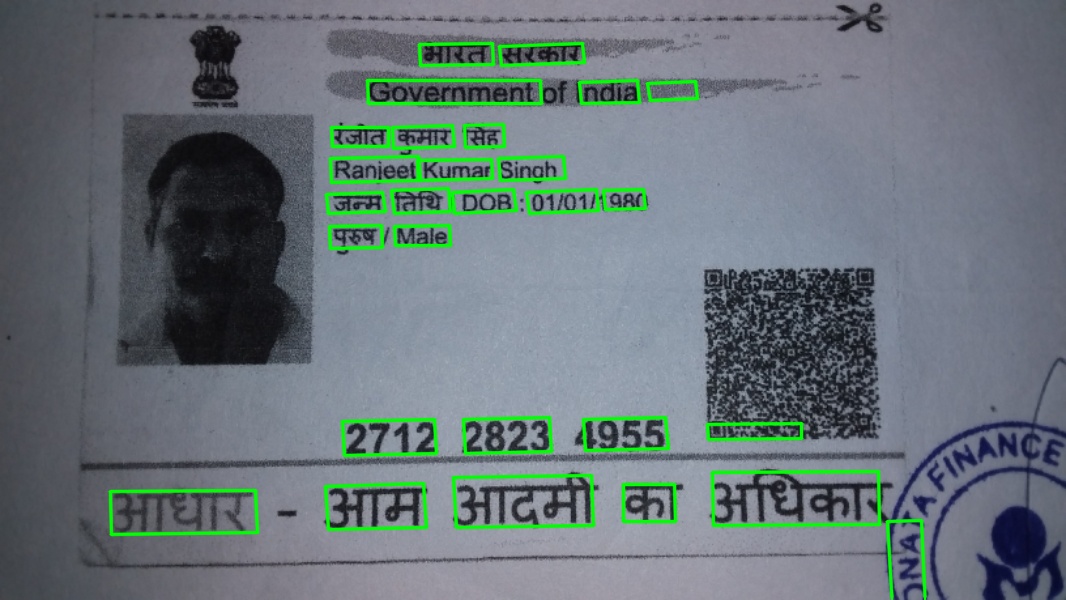 भारत सरकार
Government of India
रंजीत कुमार सिंह
Ranjeet Kumar Singh
जन्म तिथि DOB : 01/01/1980
पुरुष / Male
2712 2823 4955
आधार - आम आदमी का अधिकार
FINANCE